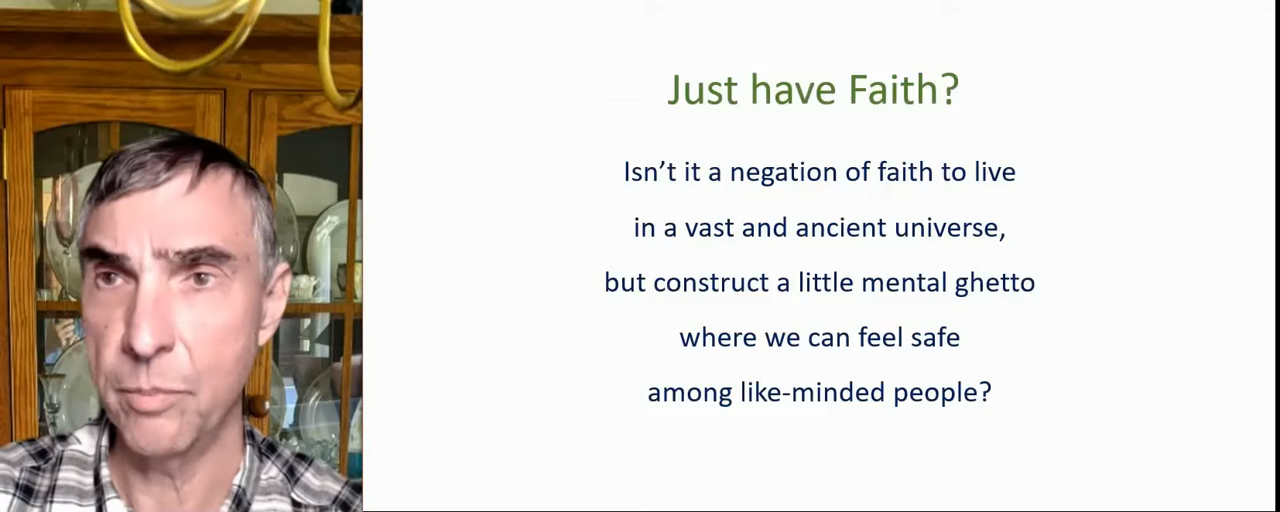 Just have Faith?
Isn’t it a negation of faith to live
in a vast and ancient universe,
but construct a little mental ghetto
where we can feel safe
among like-minded people?